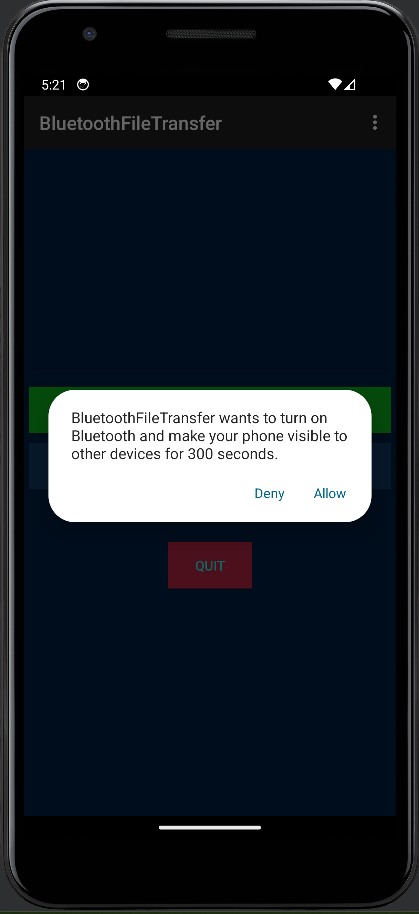 5:21
BluetoothFileTransfer
BluetoothFileTransfer wants to turn on
Bluetooth and make your phone visible to
other devices for 300 seconds.
Deny Allow
QUIT